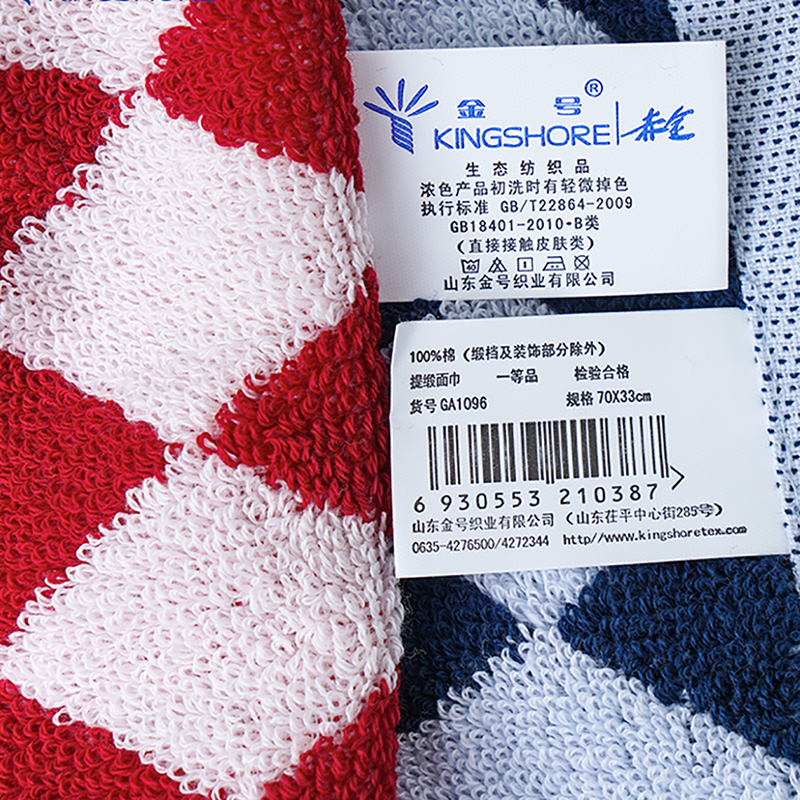 KINGSHORE
金号®
KINGSHORE
赤金
生态纺织品
浓色产品初洗时有轻微掉色
执行标准 GB/T22864-2009
GB18401-2010·B类
(直接接触皮肤类)
山东金号织业有限公司
100%棉(缎档及装饰部分除外)
提缎面巾 一等品 检验合格
货号 GA1096 规格 70X33cm
6 930553 210387
山东金号织业有限公司 (山东茌平中心街285号)
0635-4276500/4272344 http//www.kingshoretex.com